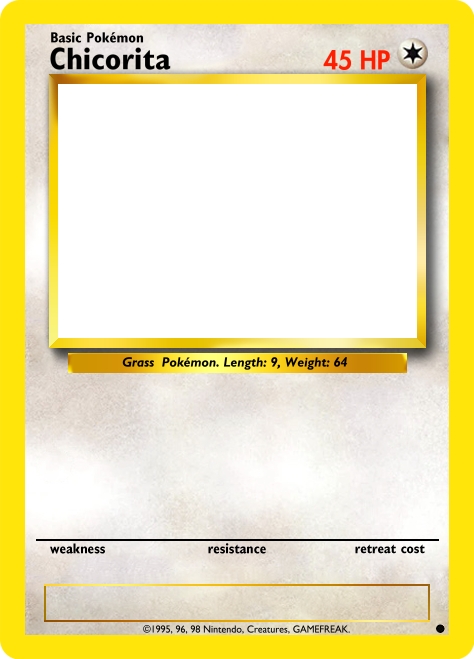 Basic Pokémon
Chicorita 45 HP
Grass Pokémon. Length: 9, Weight: 64
weakness resistance retreat cost
©1995, 96, 98 Nintendo, Creatures, GAMEFREAK.